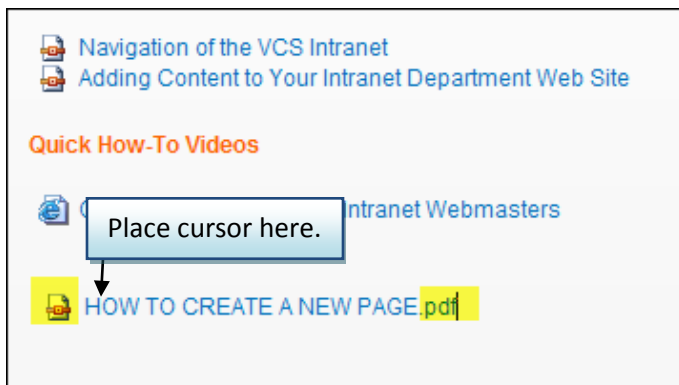 Navigation of the VCS Intranet
Adding Content to Your Intranet Department Web Site
Quick How-To Videos
Intranet Webmasters
Place cursor here.
HOW TO CREATE A NEW PAGE.pdf